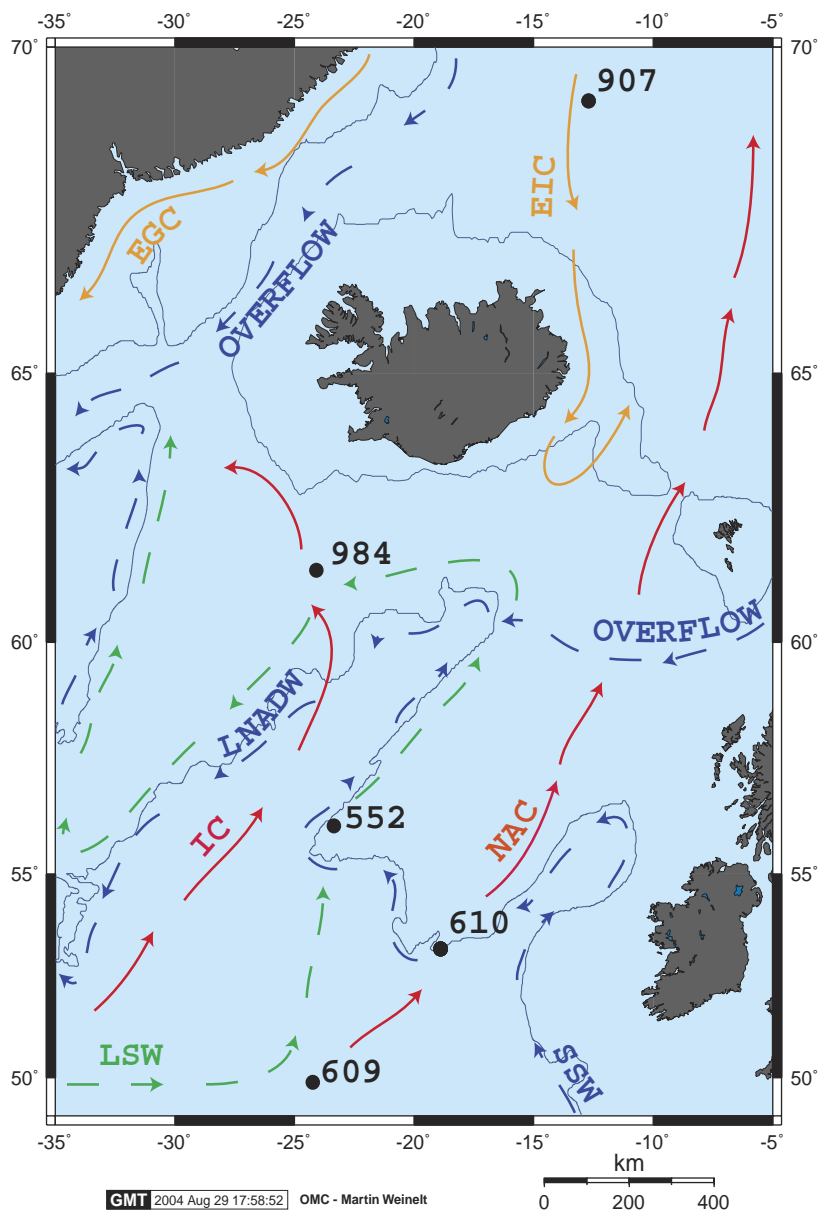 -35˚ -30˚ -25˚ -20˚ -15˚ -10˚ -5˚
70˚ 70˚
907
EIC
EGC
OVERFLOW
65˚ 65˚
984
60˚ 60˚
OVERFLOW
LNADW
552
IC
NAC
55˚ 55˚
610
LSW
SSW
609
50˚ 50˚
-35˚ -30˚ -25˚ -20˚ -15˚ -10˚ -5˚
km
0 200 400
GMT 2004 Aug 29 17:58:52 OMC - Martin Weinelt